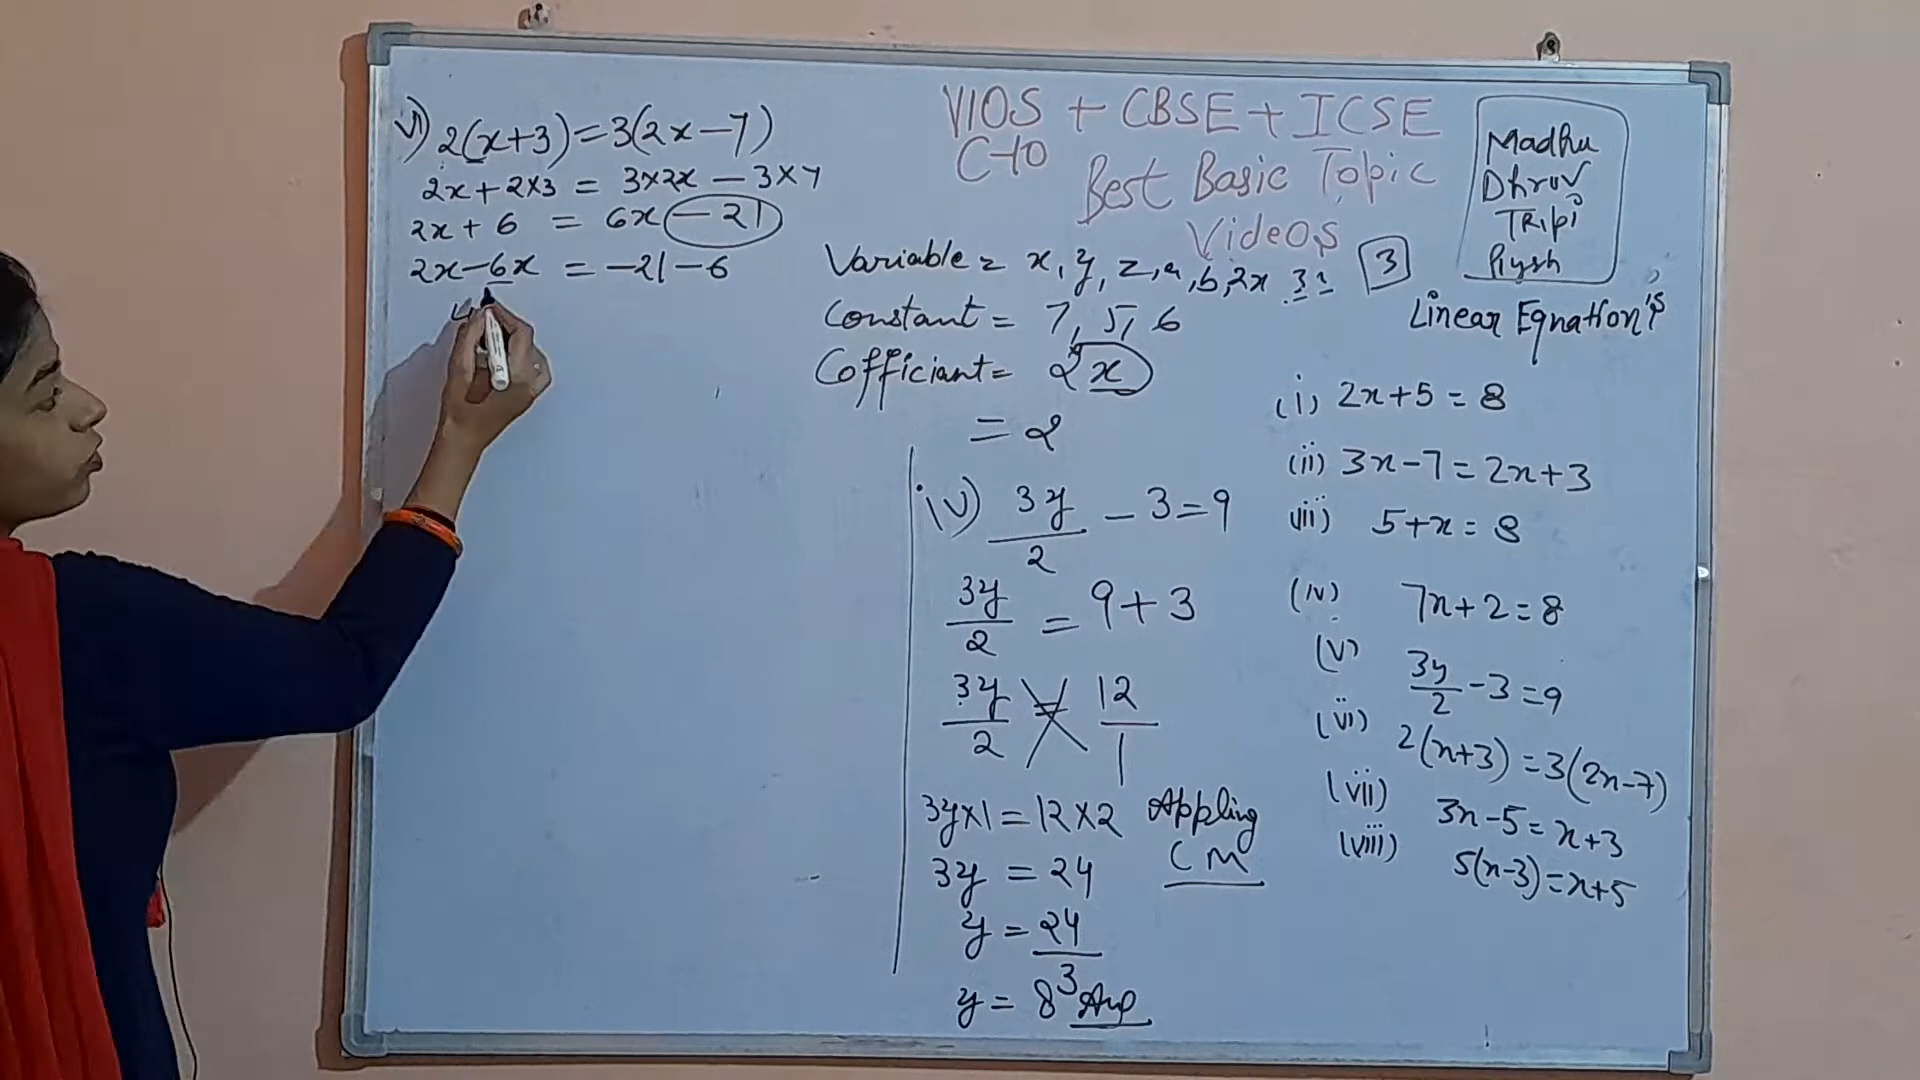 vi) 2(x+3)=3(2x-7)
2x+2×3 = 3×2x - 3×7
2x+6 = 6x-21
2x-6x = -21-6
4
VIOS + CBSE + ICSE
C-10 Best Basic Topic
Videos
Madhu
Dhruv
TRipi
Piysh
Variable = x, y, z, a, b, 2x 3z 3
Constant = 7, 5, 6
Cofficiant = 2x
= 2
iv) 3y/2 - 3=9
3y/2 = 9+3
3y/2 = 12/1
3y×1=12×2 Appling
CM
3y = 24
y = 24/3
y = 8 Ans
Linear Equation's
(i) 2x+5=8
(ii) 3x-7=2x+3
iii) 5+x=8
(iv) 7x+2=8
(v) 3y/2-3=9
(vi) 2(x+3)=3(2x-7)
(vii) 3x-5=x+3
(viii) 5(x-3)=x+5